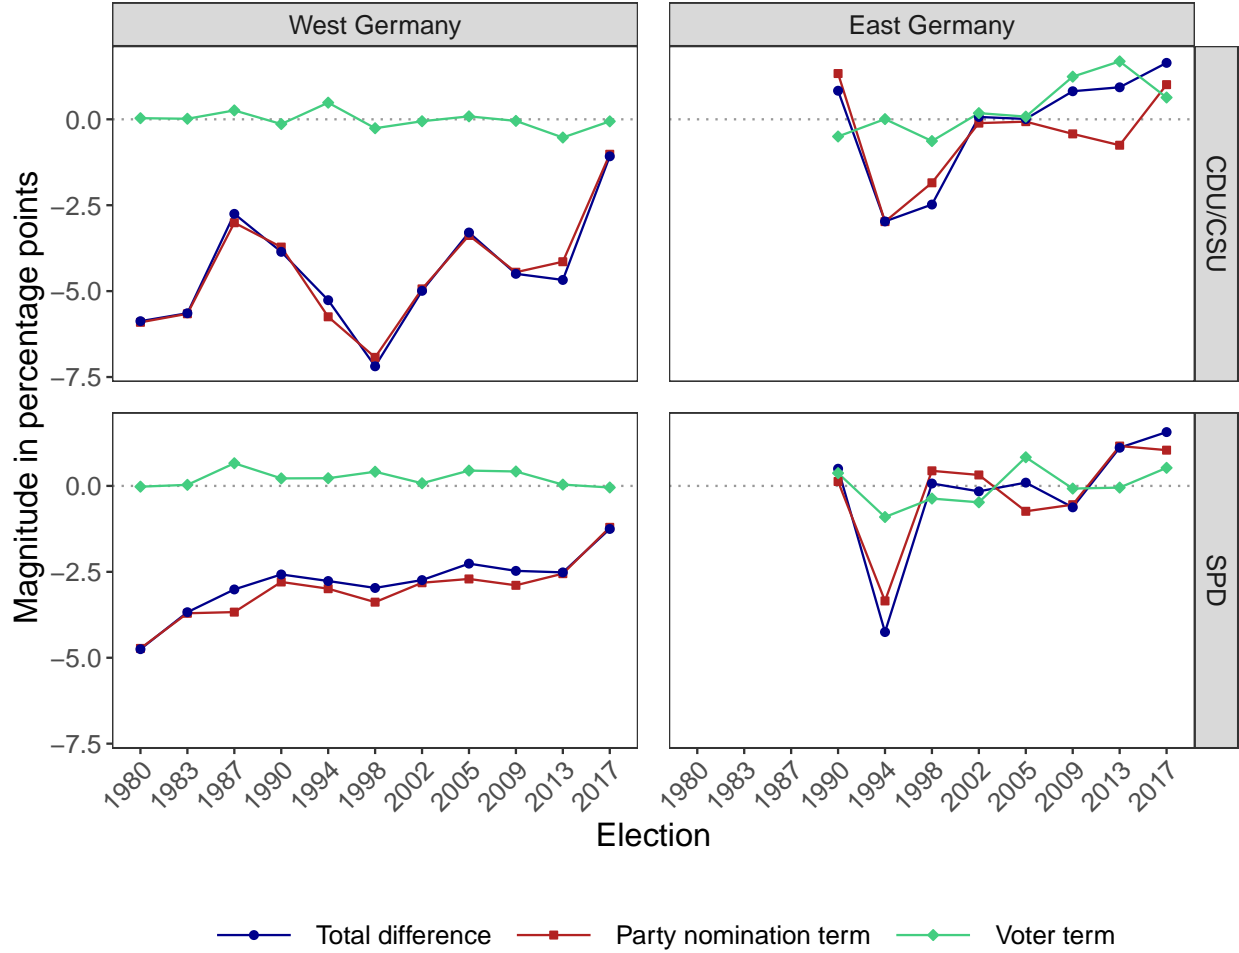 West Germany
East Germany
0.0
−2.5
−5.0
−7.5
CDU/CSU
0.0
−2.5
−5.0
−7.5
SPD
Magnitude in percentage points
1980 1983 1987 1990 1994 1998 2002 2005 2009 2013 2017
1980 1983 1987 1990 1994 1998 2002 2005 2009 2013 2017
Election
Total difference Party nomination term Voter term